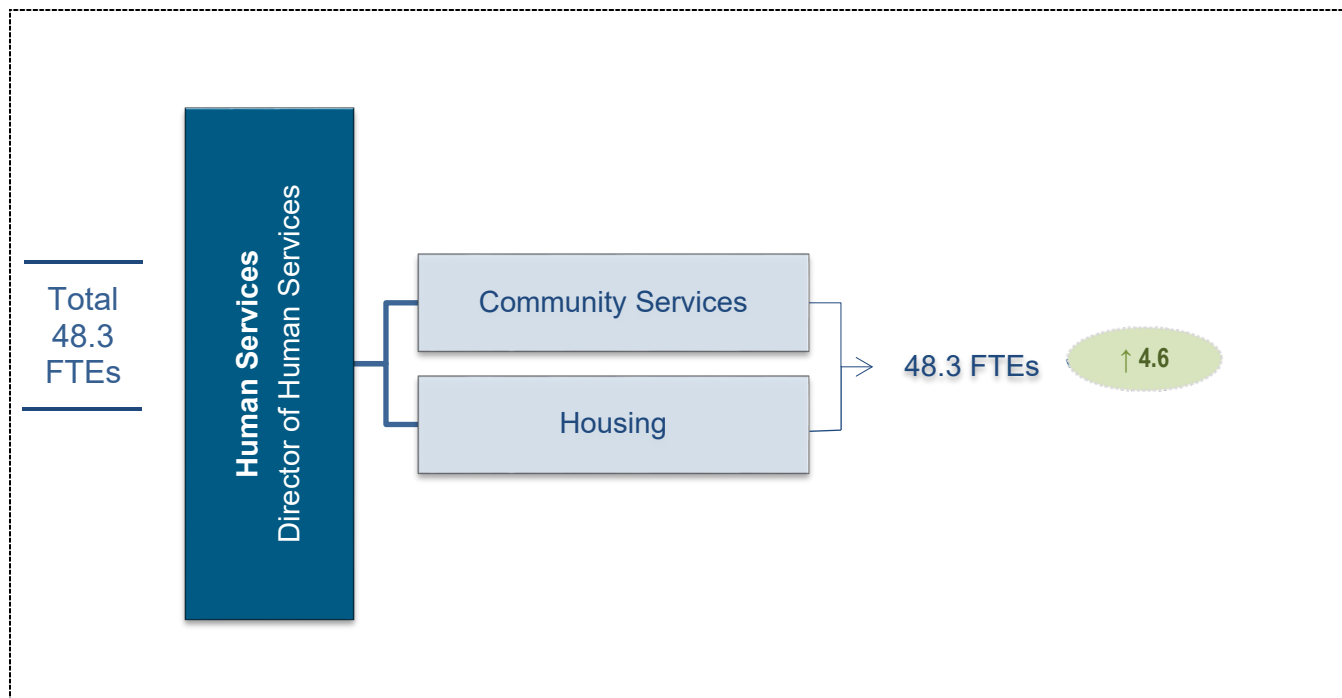 Total
48.3
FTEs
Human Services
Director of Human Services
Community Services
Housing
48.3 FTEs
↑ 4.6